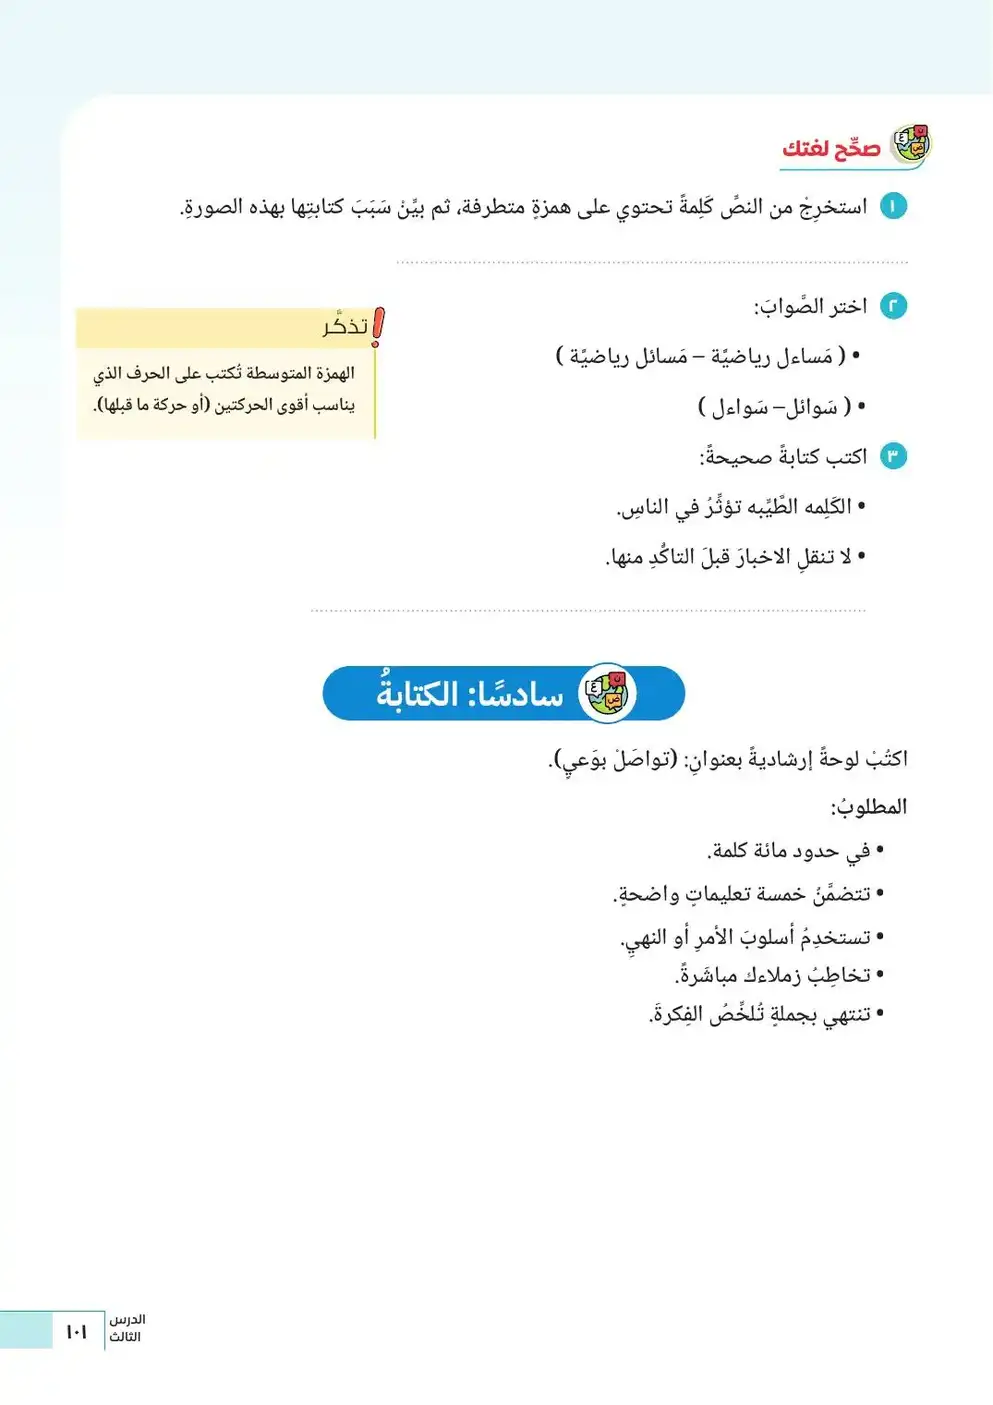 صحِّح لغتك
١ استخرِجْ من النصِّ كَلِمةً تحتوي على همزةٍ متطرفة، ثم بيِّنْ سَبَبَ كتابتِها بهذه الصورةِ.
٢ اختر الصَّوابَ:
• ( مَساءل رياضيَّة – مَسائل رياضيَّة )
• ( سَوائل– سَواءل )
تذكَّر
الهمزة المتوسطة تُكتب على الحرف الذي
يناسب أقوى الحركتين (أو حركة ما قبلها).
٣ اكتب كتابةً صحيحةً:
• الكَلِمه الطَّيِّبه تؤثِّرُ في الناسِ.
• لا تنقلِ الاخبارَ قبلَ التاكُّدِ منها.
سادسًا: الكتابةُ
اكتُبْ لوحةً إرشاديةً بعنوانِ: (تواصَلْ بوَعيٍ).
المطلوبُ:
• في حدود مائة كلمة.
• تتضمَّنُ خمسة تعليماتٍ واضحةٍ.
• تستخدِمُ أسلوبَ الأمرِ أو النهيِ.
• تخاطِبُ زملاءك مباشَرةً.
• تنتهي بجملةٍ تُلخِّصُ الفِكرةَ.
الدرس
الثالث
١٠١